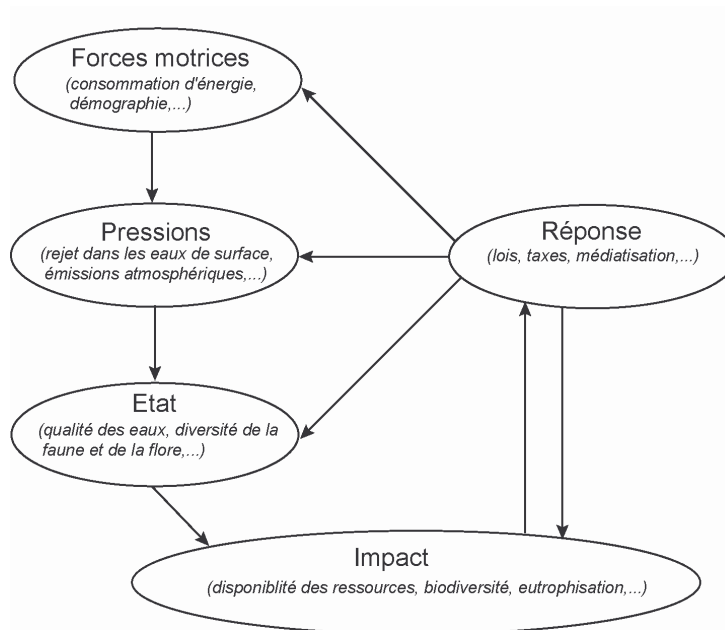 Forces motrices
(consommation d'énergie,
démographie,...)
Pressions
(rejet dans les eaux de surface,
émissions atmosphériques,...)
Réponse
(lois, taxes, médiatisation,...)
Etat
(qualité des eaux, diversité de la
faune et de la flore,...)
Impact
(disponiblité des ressources, biodiversité, eutrophisation,...)